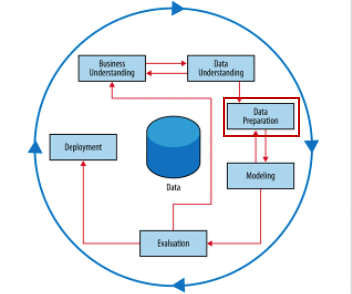 Business
Understanding
Data
Understanding
Data
Preparation
Deployment
Data
Modeling
Evaluation